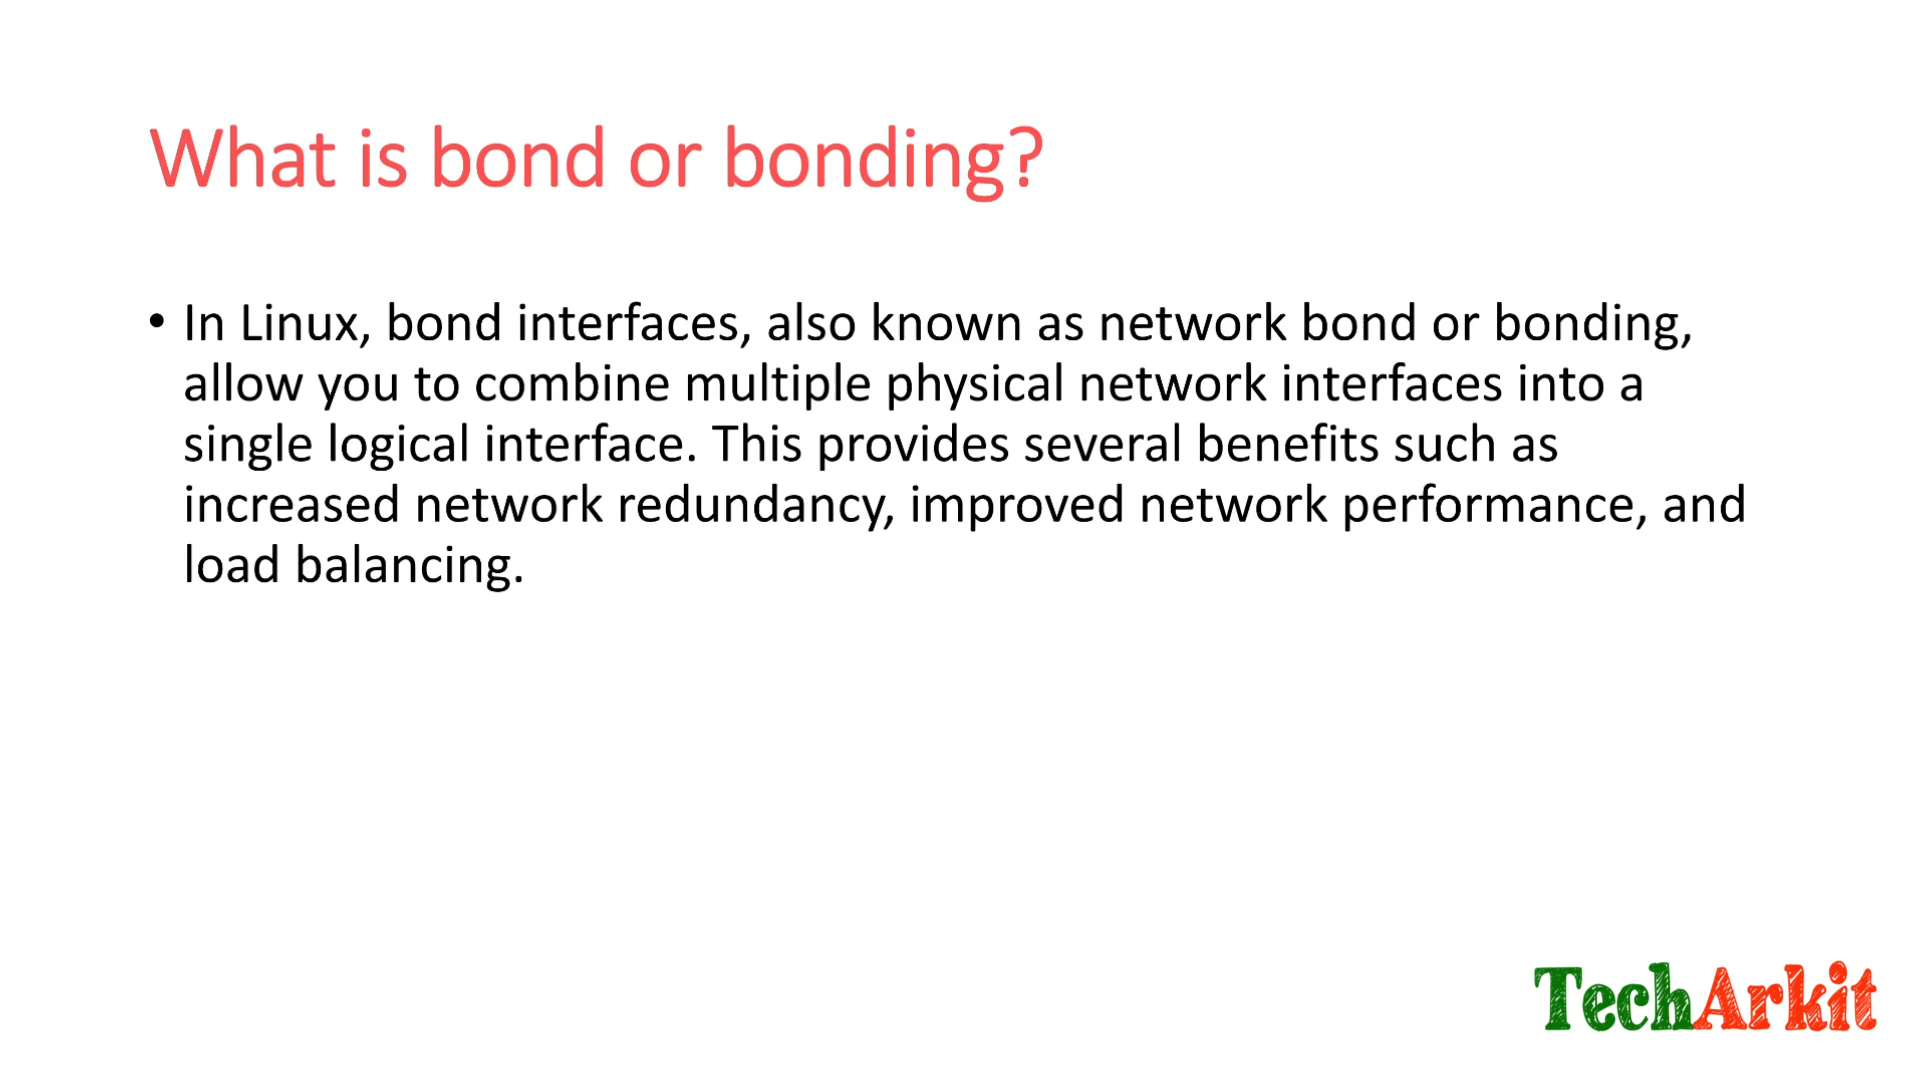 What is bond or bonding?
• In Linux, bond interfaces, also known as network bond or bonding,
allow you to combine multiple physical network interfaces into a
single logical interface. This provides several benefits such as
increased network redundancy, improved network performance, and
load balancing.
TechArkit